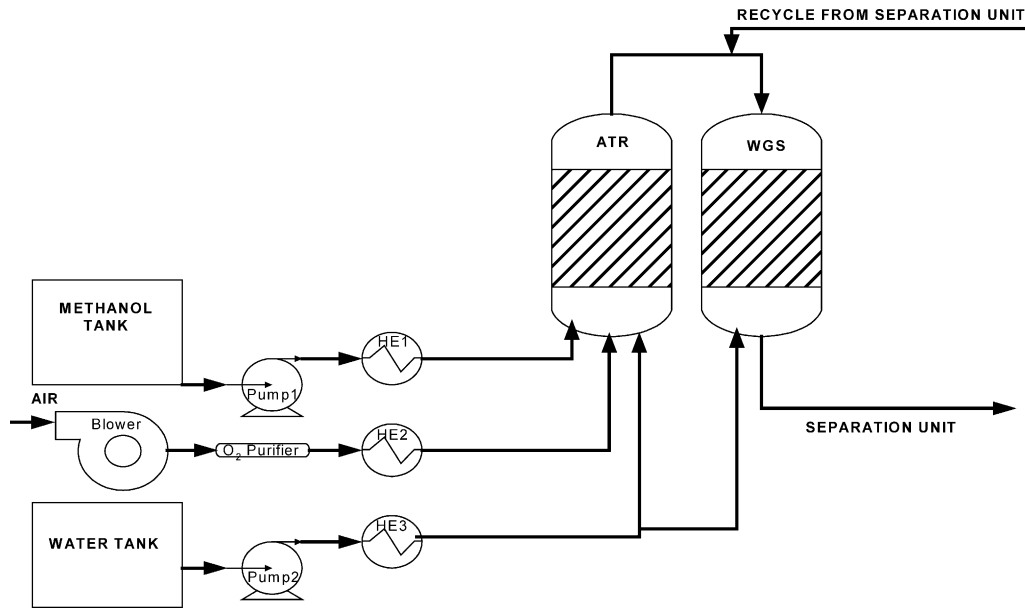 RECYCLE FROM SEPARATION UNIT
ATR
WGS
METHANOL
TANK
HE1
Pump1
AIR
Blower
O2 Purifier
HE2
SEPARATION UNIT
WATER TANK
HE3
Pump2